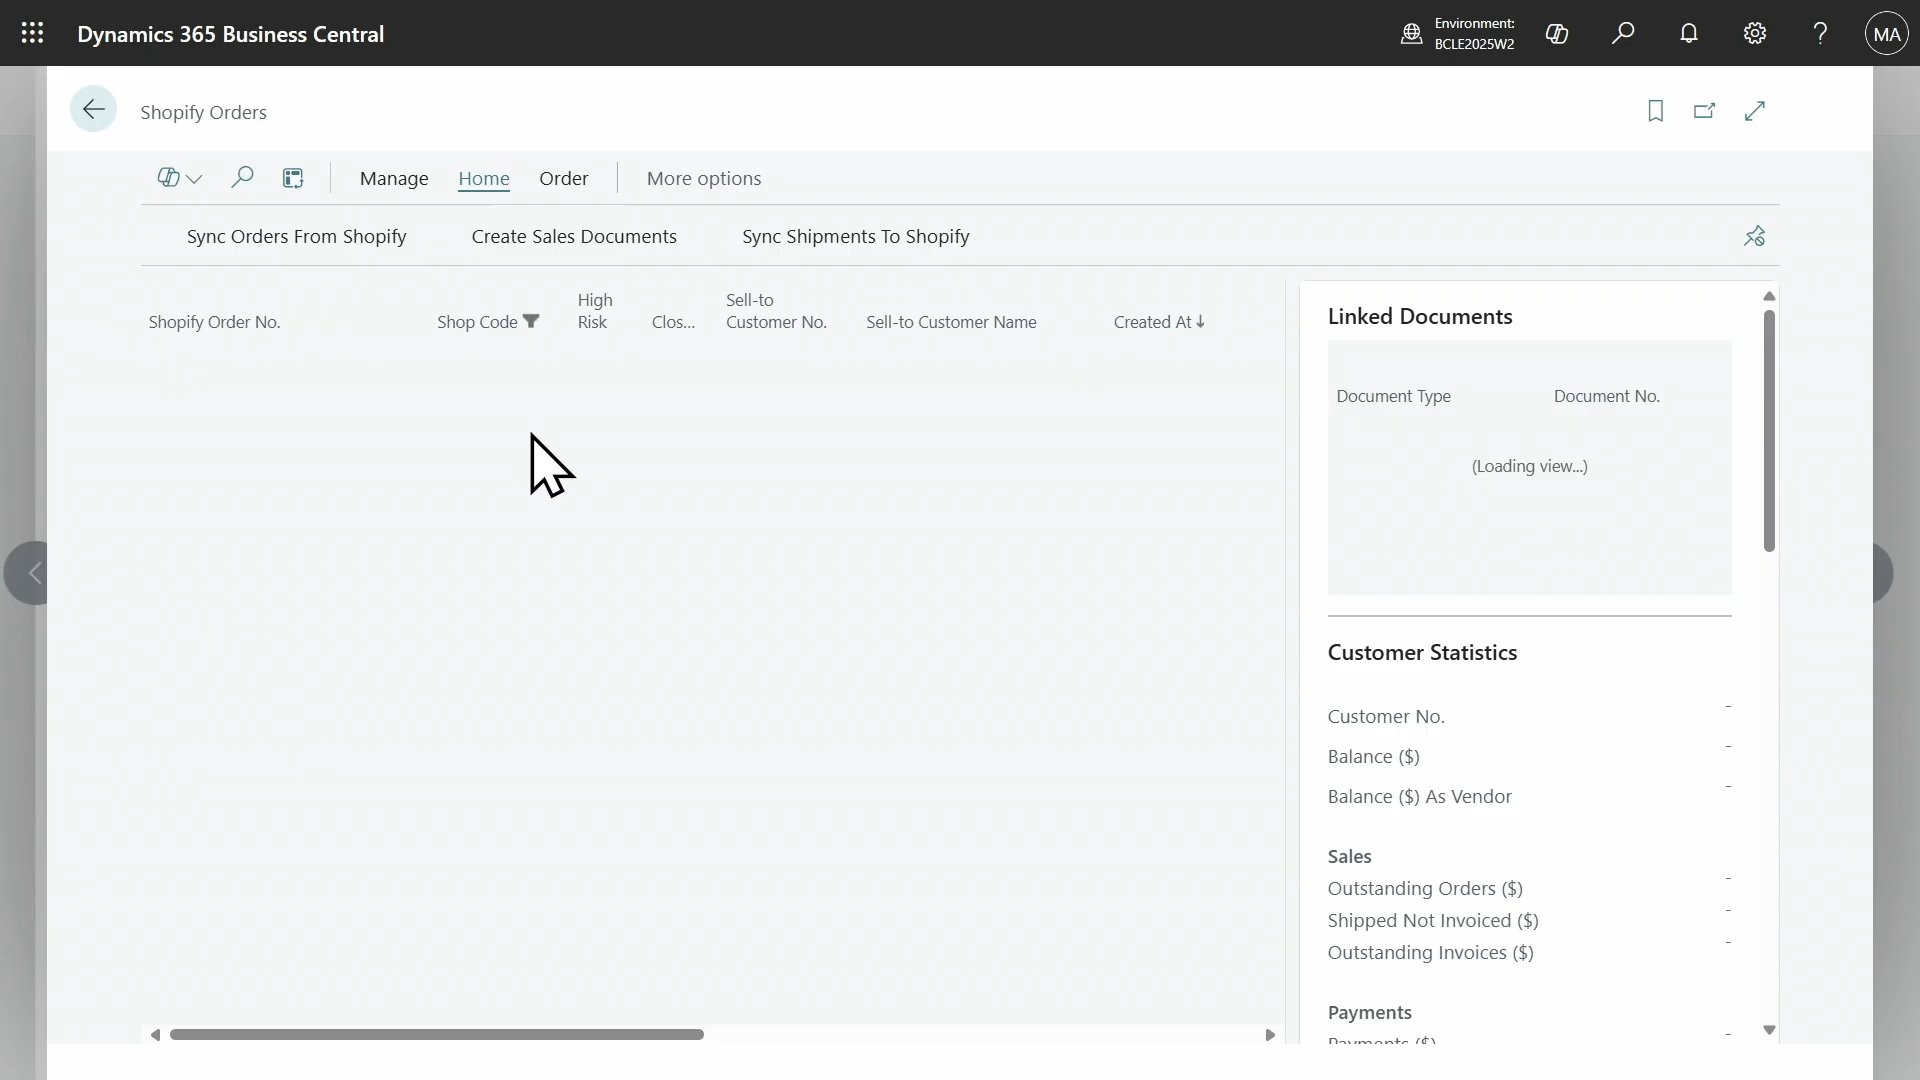 Dynamics 365 Business Central
Environment:
BCLE2025W2
MA
Shopify Orders
Manage
Home
Order
More options
Sync Orders From Shopify
Create Sales Documents
Sync Shipments To Shopify
Shopify Order No.
Shop Code
High
Risk
Clos...
Sell-to
Customer No.
Sell-to Customer Name
Created At
Linked Documents
Document Type
Document No.
(Loading view...)
Customer Statistics
Customer No.
-
Balance ($)
-
Balance ($) As Vendor
-
Sales
Outstanding Orders ($)
-
Shipped Not Invoiced ($)
-
Outstanding Invoices ($)
-
Payments
Payments ($)
-